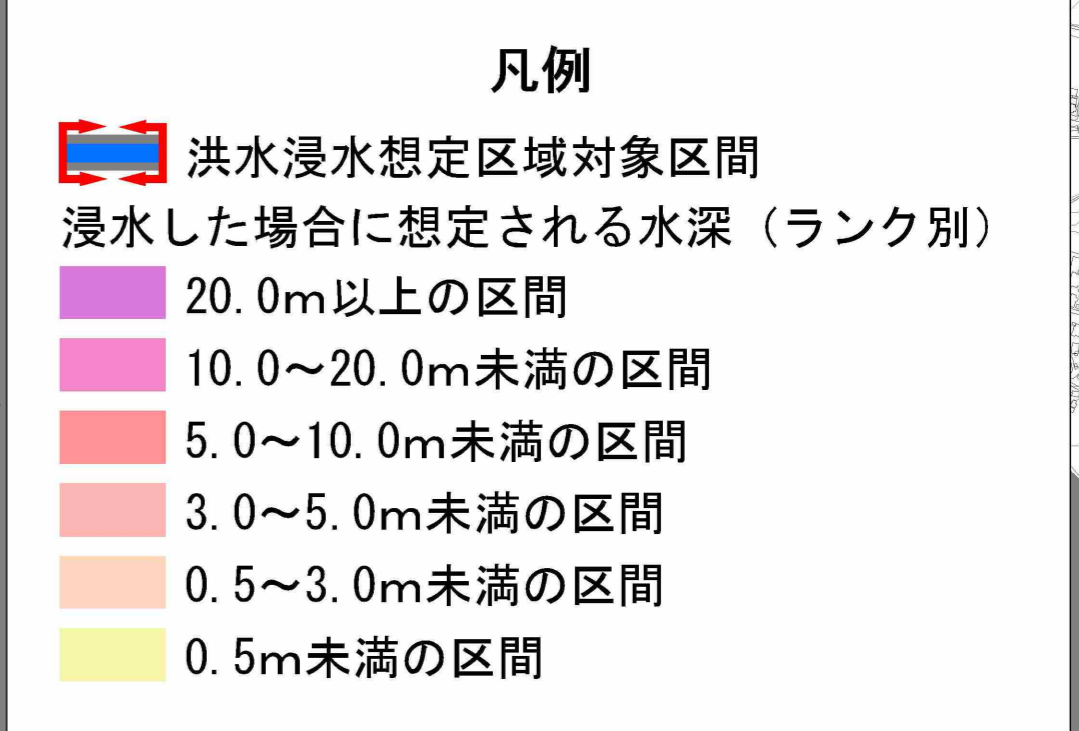 凡例
洪水浸水想定区域対象区間
浸水した場合に想定される水深（ランク別）
20.0m以上の区間
10.0～20.0m未満の区間
5.0～10.0m未満の区間
3.0～5.0m未満の区間
0.5～3.0m未満の区間
0.5m未満の区間